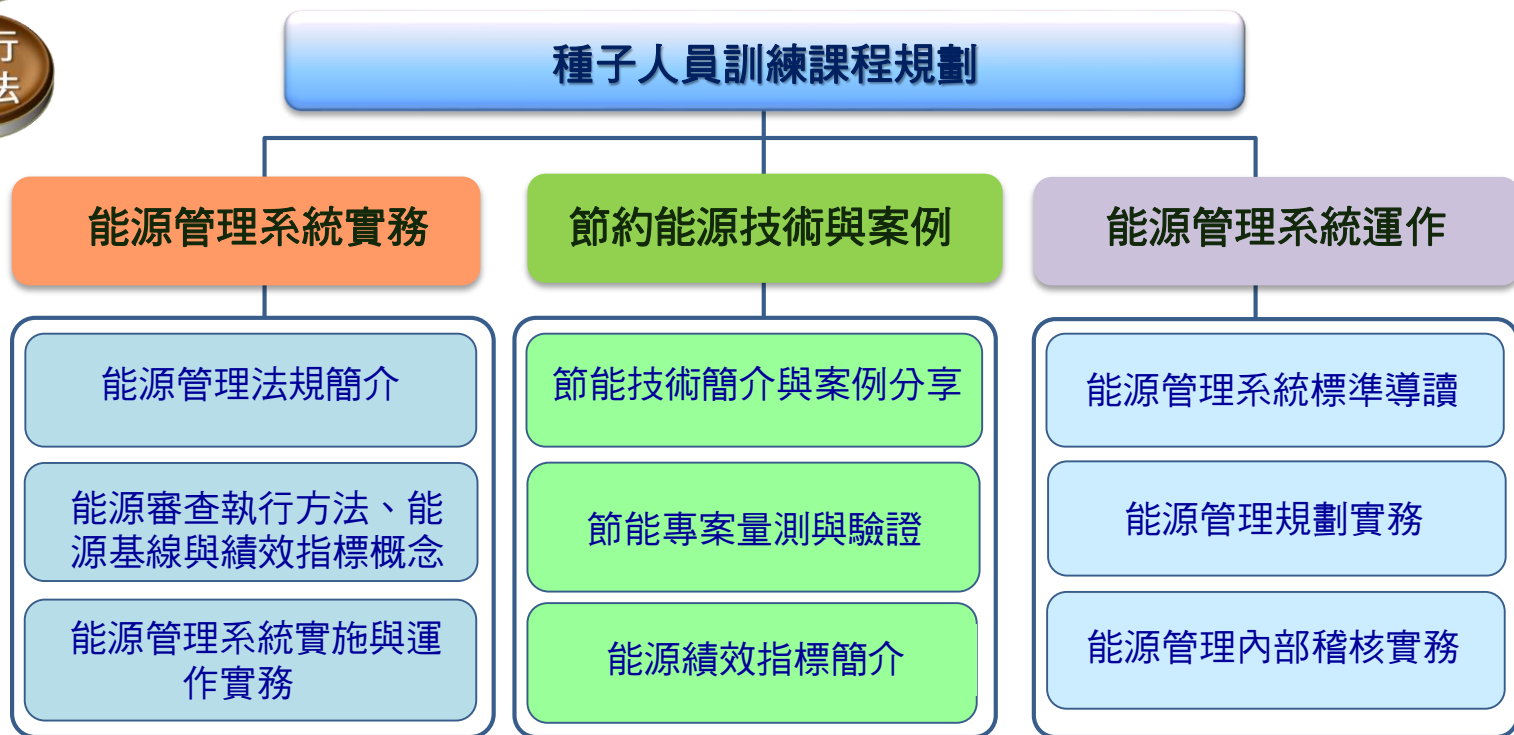 行
法
種子人員訓練課程規劃
能源管理系統實務
節約能源技術與案例
能源管理系統運作
能源管理法規簡介
能源審查執行方法、能
源基線與績效指標概念
能源管理系統實施與運
作實務
節能技術簡介與案例分享
節能專案量測與驗證
能源績效指標簡介
能源管理系統標準導讀
能源管理規劃實務
能源管理內部稽核實務